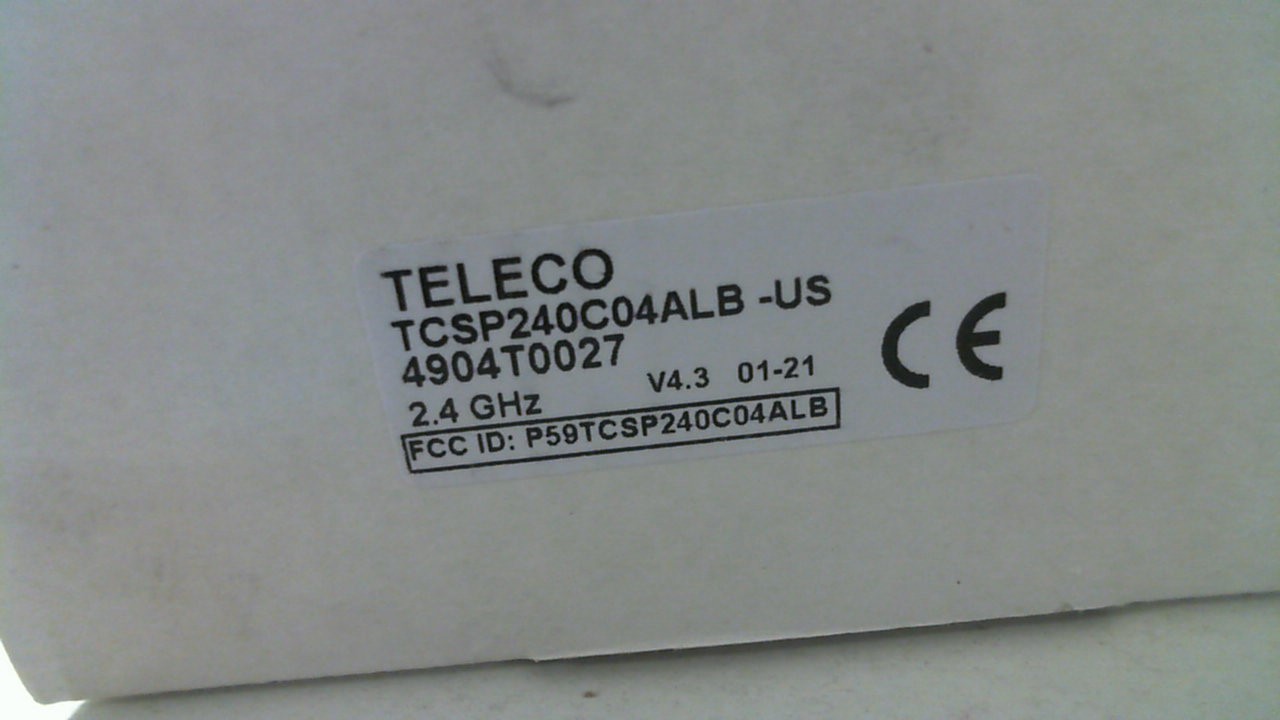 TELECO
TCSP240C04ALB -US
4904T0027
2.4 GHz V4.3 01-21
FCC ID: P59TCSP240C04ALB
CE